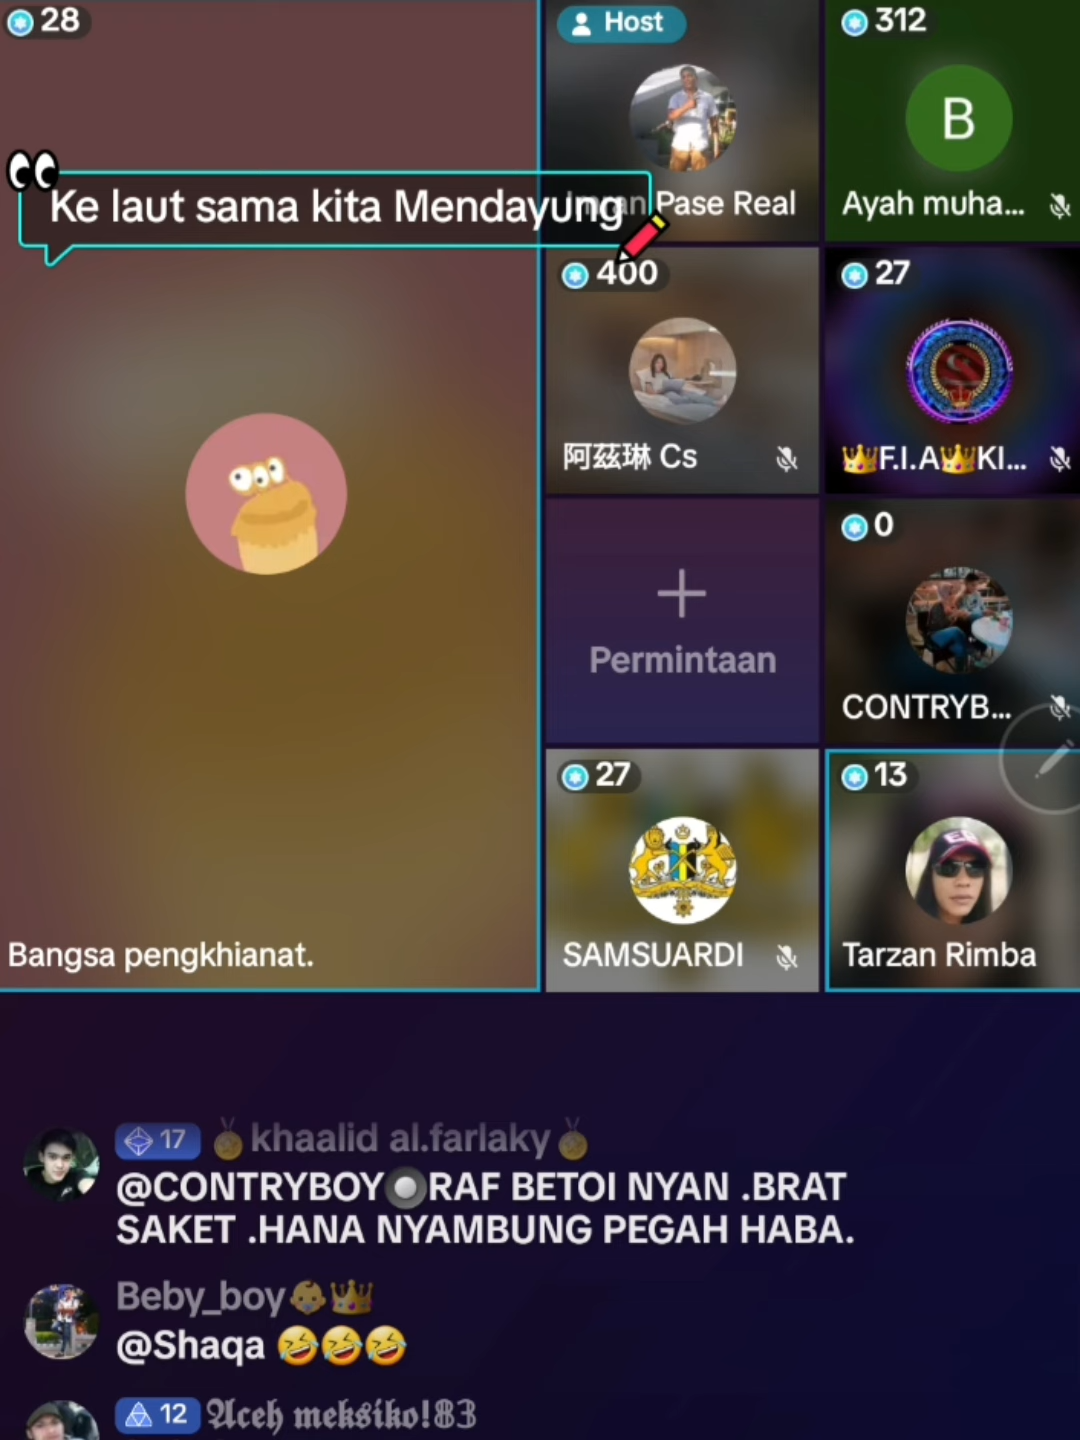 28
Host
312
B
Ke laut sama kita Mendayung
Pase Real
Ayah muha...
400
27
阿茲琳 Cs
👑F.I.A👑KI...
0
Permintaan
CONTRYB...
27
13
Bangsa pengkhianat.
SAMSUARDI
Tarzan Rimba
17 🏅khaalid al.farlaky🏅
@CONTRYBOY🔘RAF BETOI NYAN .BRAT
SAKET .HANA NYAMBUNG PEGAH HABA.
Beby_boy👶👑
@Shaqa 🤣🤣🤣
12 𝕬𝖈𝖊𝖍 𝖒𝖊𝖐𝖘𝖎𝖐𝖔!𝟪𝟥